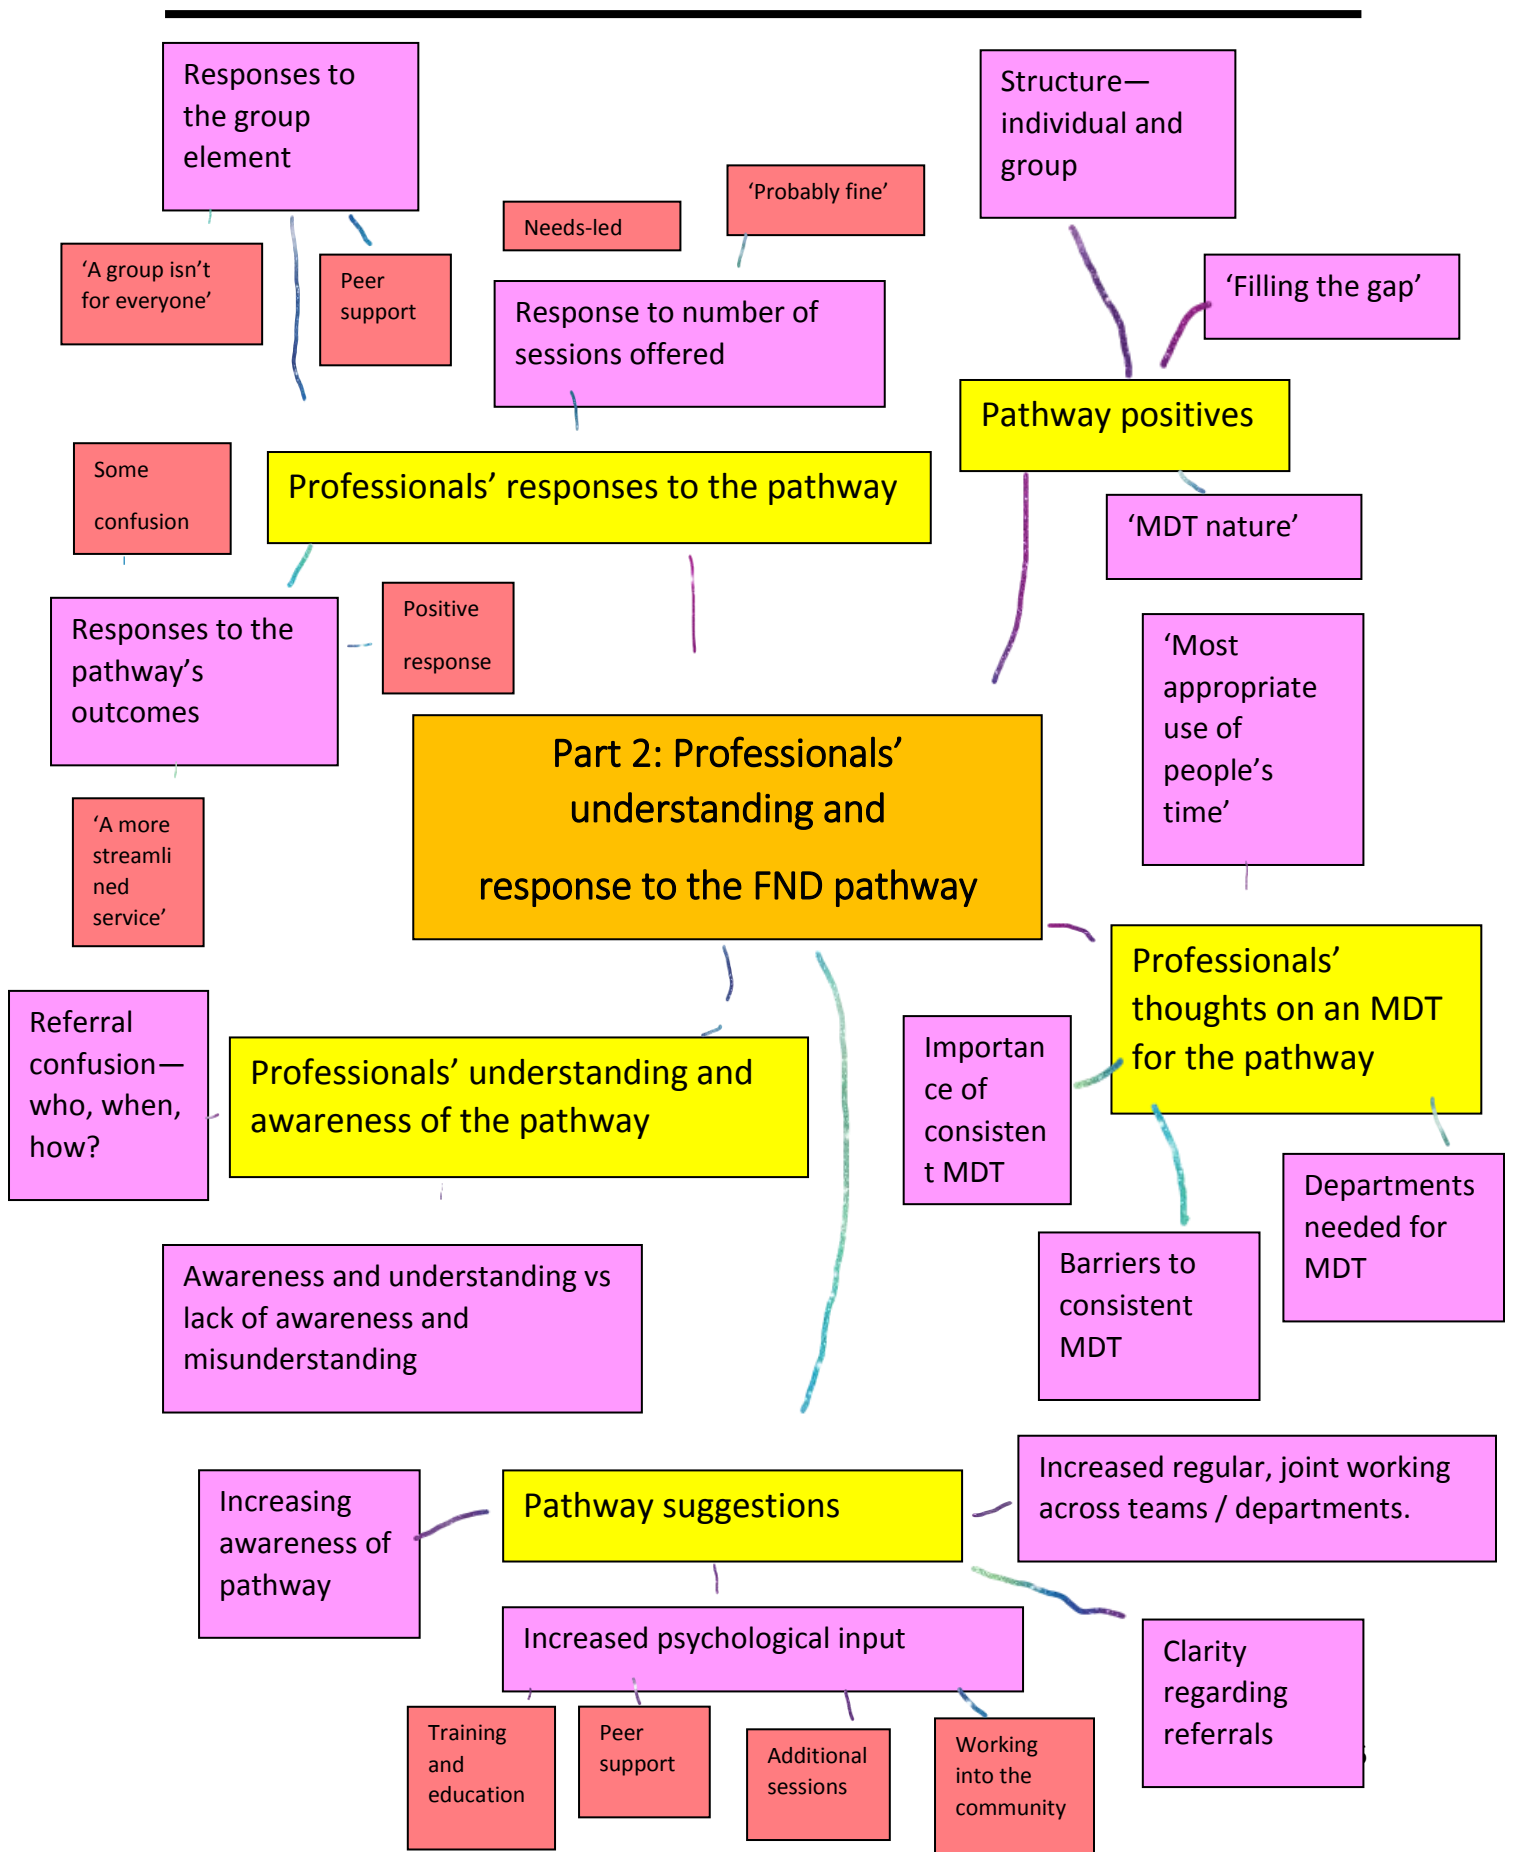 Responses to
the group
element
Structure—
individual and
group
‘Probably fine’
Needs-led
‘A group isn’t
for everyone’
Peer
support
‘Filling the gap’
Response to number of
sessions offered
Pathway positives
Some
confusion
Professionals’ responses to the pathway
‘MDT nature’
Positive
response
Responses to the
pathway’s
outcomes
‘Most
appropriate
use of
people’s
time’
Part 2: Professionals’
understanding and
response to the FND pathway
‘A more
streamli
ned
service’
Professionals’
thoughts on an MDT
for the pathway
Referral
confusion—
who, when,
how?
Professionals’ understanding and
awareness of the pathway
Importan
ce of
consisten
t MDT
Departments
needed for
MDT
Barriers to
consistent
MDT
Awareness and understanding vs
lack of awareness and
misunderstanding
Increasing
awareness of
pathway
Pathway suggestions
Increased regular, joint working
across teams / departments.
Increased psychological input
Clarity
regarding
referrals
Training
and
education
Peer
support
Additional
sessions
Working
into the
community